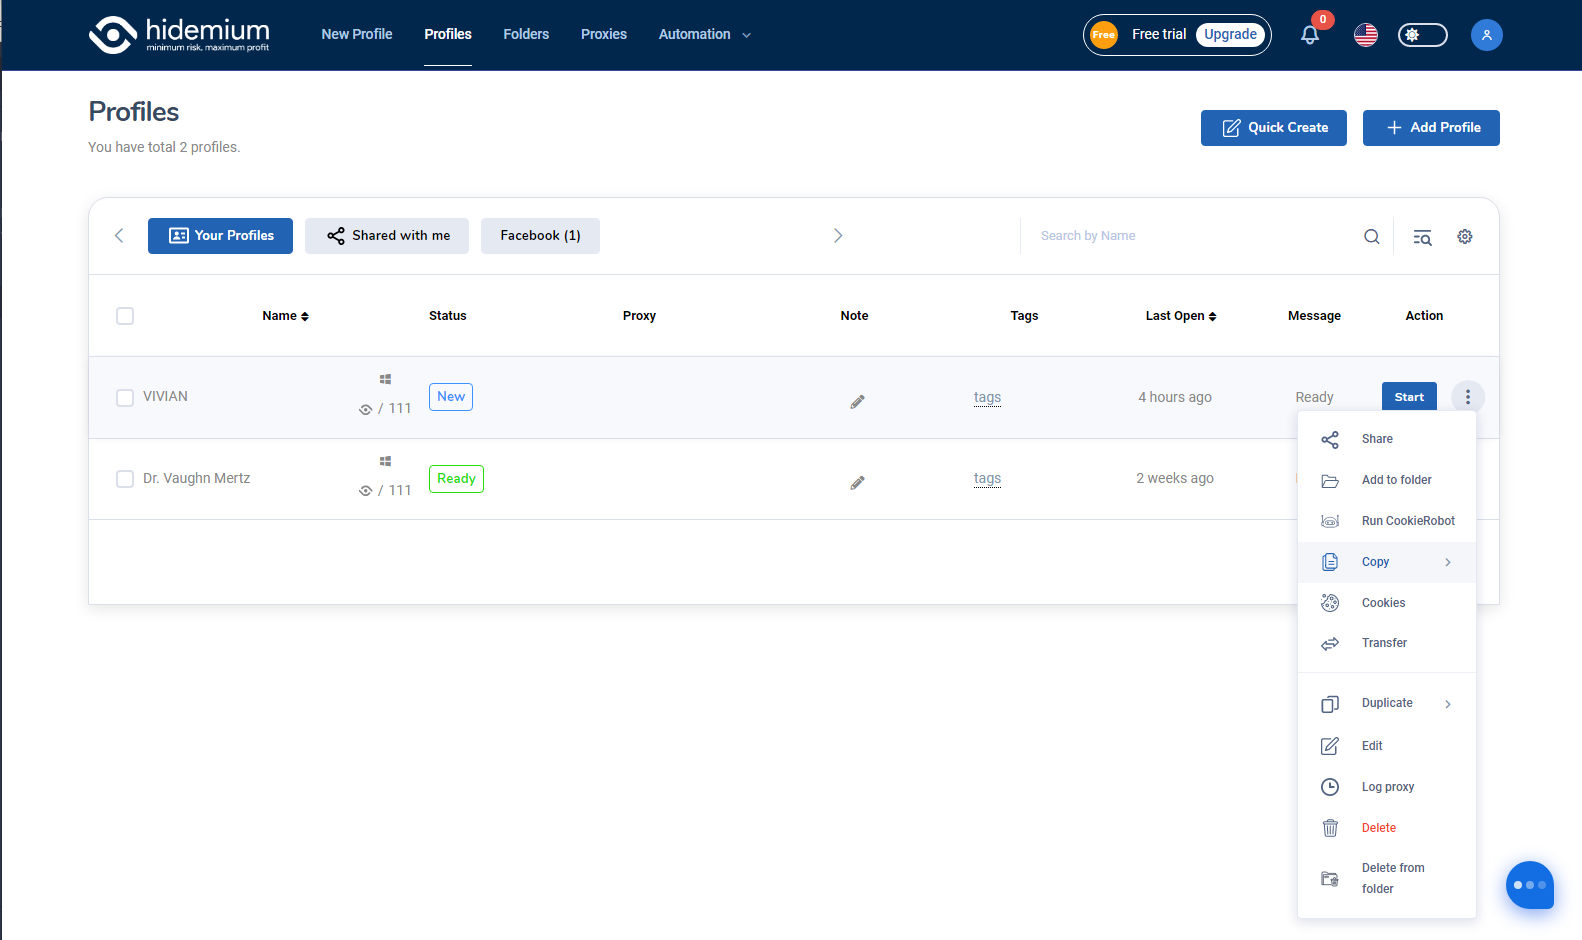 hidemium
minimum risk, maximum profit
New Profile
Profiles
Folders
Proxies
Automation
Free
Free trial
Upgrade
0
Profiles
You have total 2 profiles.
Quick Create
Add Profile
Your Profiles
Shared with me
Facebook (1)
Search by Name
Name
Status
Proxy
Note
Tags
Last Open
Message
Action
VIVIAN
/ 111
New
tags
4 hours ago
Ready
Start
Dr. Vaughn Mertz
/ 111
Ready
tags
2 weeks ago
Share
Add to folder
Run CookieRobot
Copy
Cookies
Transfer
Duplicate
Edit
Log proxy
Delete
Delete from
folder